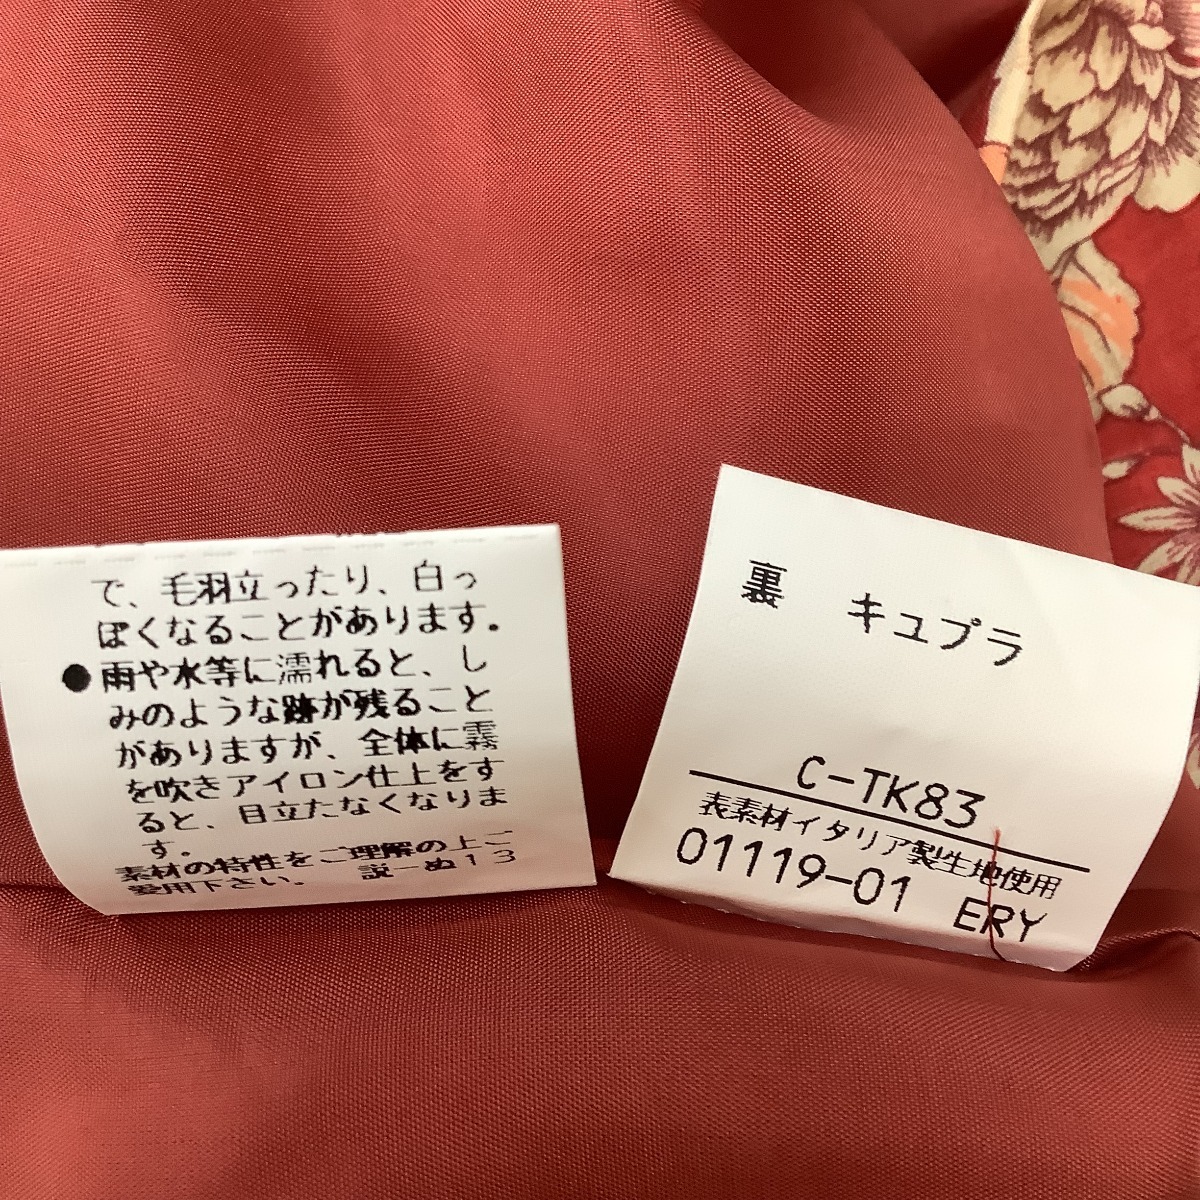 で、毛羽立ったり、白っ
ぽくなることがあります。
●雨や水等に濡れると、し
みのような跡が残ること
がありますが、全体に霧
を吹きアイロン仕上をす
ると、目立たなくなりま
す。
素材の特性をご理解の上ご
愛用下さい。 説ーぬ13
裏 キュプラ
C-TK83
表素材イタリア製生地使用
01119-01 ERY